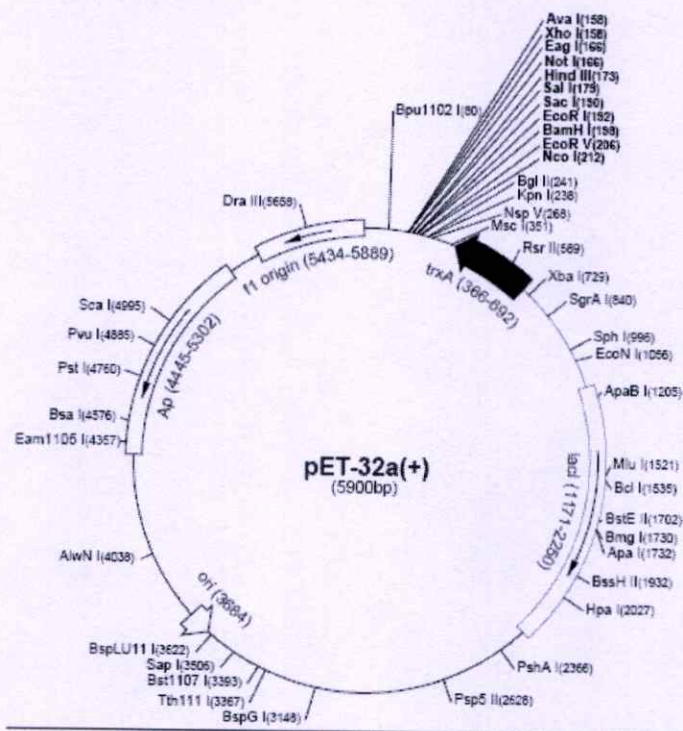 Ava I(158)
Xho I(158)
Eag I(166)
Not I(166)
Hind III(173)
Sal I(179)
Sac I(190)
EcoR I(192)
BamH I(198)
EcoR V(206)
Nco I(212)
Bgl II(241)
Kpn I(238)
Nsp V(268)
Msc I(351)
Rsr II(569)
Xba I(729)
SgrA I(840)
Sph I(996)
EcoN I(1056)
ApaB I(1205)
Mlu I(1521)
Bcl I(1535)
BstE II(1702)
Bmg I(1730)
Apa I(1732)
BssH II(1932)
Hpa I(2027)
PshA I(2366)
Psp5 II(2628)
BspG I(3148)
Tth111 I(3367)
Bst1107 I(3393)
Sap I(3506)
BspLU11 I(3622)
AlwN I(4038)
Eam1105 I(4357)
Bsa I(4576)
Pst I(4760)
Pvu I(4885)
Sca I(4995)
Dra III(5658)
Bpu1102 I(80)
f1 origin (5434-5889)
trxA (366-692)
Ap (4445-5302)
lacI (1171-2250)
ori (3684)
pET-32a(+)
(5900bp)